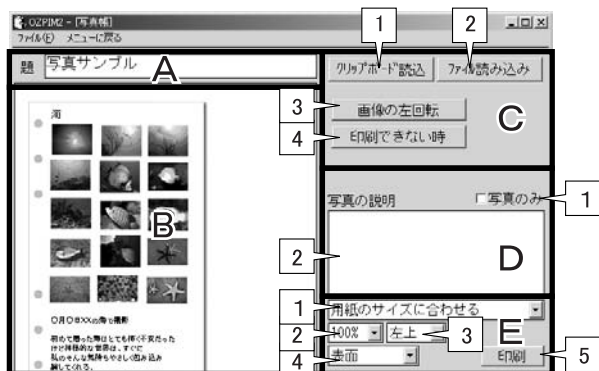 OZPIM2 - [写真帳]
ファイル(F) メニューに戻る
題 写真サンプル A
クリップボード読込 ファイル読み込み
1 2
3 画像の左回転
4 印刷できない時
C
海
B
〇月〇日XXの海で撮影
初めて潜った海はとても輝く不変だった
けど神秘的な世界は、すぐに
私のそんな気持ちやさしく包み込み
癒してくれる。
写真の説明 写真のみ 1
2 D
1 用紙のサイズに合わせる
2 100% 左上 3 E
4 表面 印刷 5